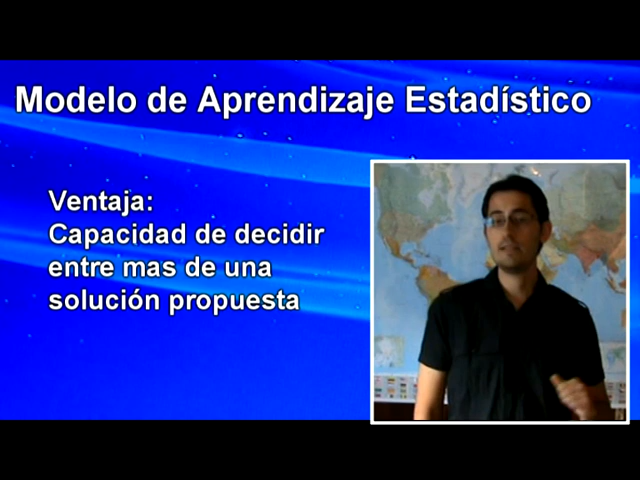 Modelo de Aprendizaje Estadístico
Ventaja:
Capacidad de decidir
entre mas de una
solución propuesta